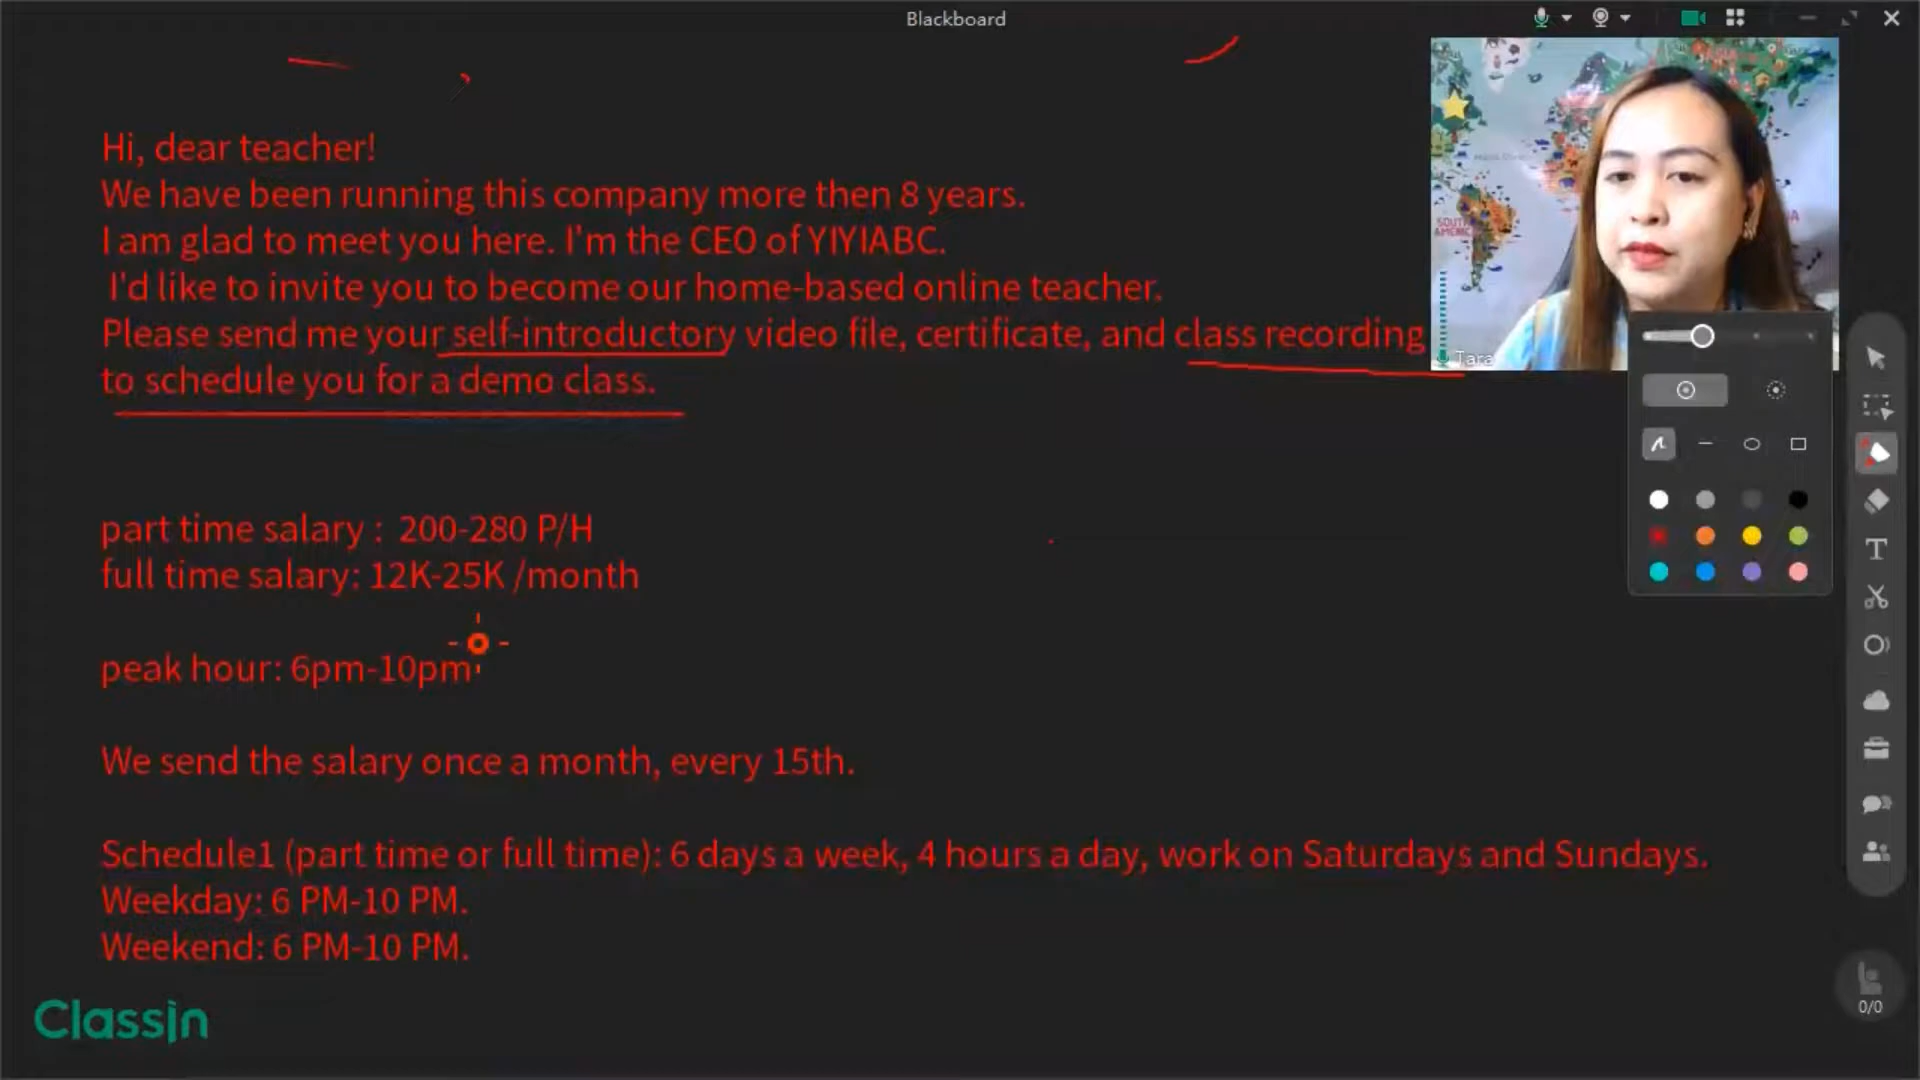 Blackboard
Hi, dear teacher!
We have been running this company more then 8 years.
I am glad to meet you here. I'm the CEO of YIYIABC.
I'd like to invite you to become our home-based online teacher.
Please send me your self-introductory video file, certificate, and class recording
to schedule you for a demo class.
SOUTH
AMERICA
Tara
part time salary : 200-280 P/H
full time salary: 12K-25K /month
peak hour: 6pm-10pm
We send the salary once a month, every 15th.
Schedule1 (part time or full time): 6 days a week, 4 hours a day, work on Saturdays and Sundays.
Weekday: 6 PM-10 PM.
Weekend: 6 PM-10 PM.
ClassIn
0/0